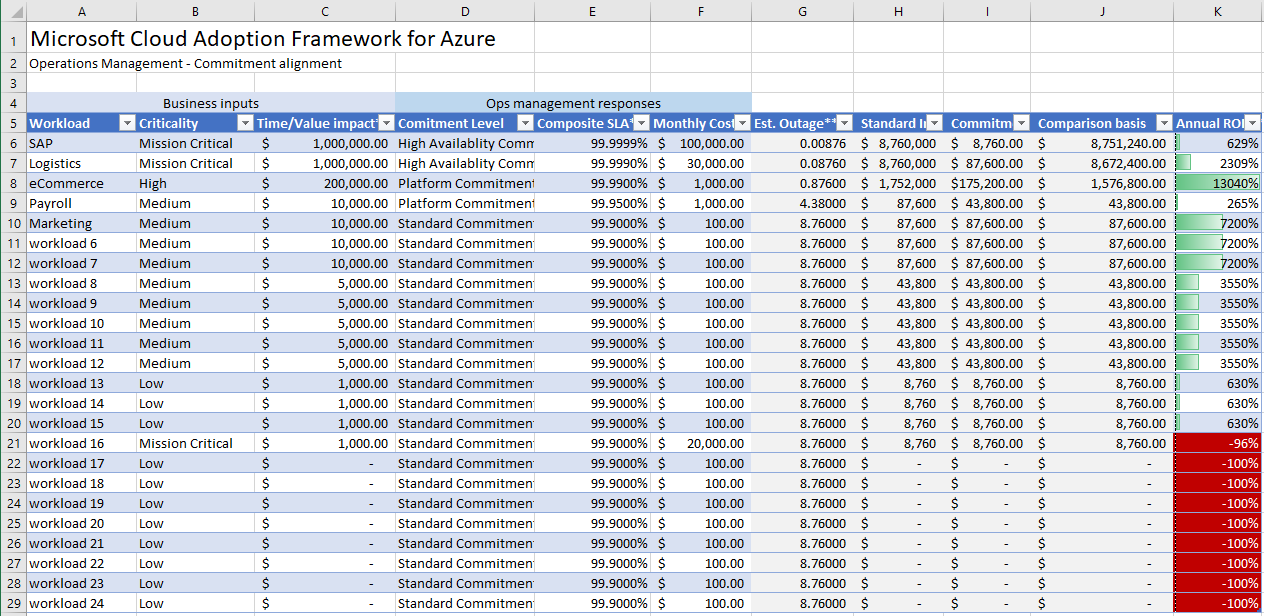 A B C D E F G H I J K
1 Microsoft Cloud Adoption Framework for Azure
2 Operations Management - Commitment alignment
3
4 Business inputs Ops management responses
5 Workload Criticality Time/Value impact* Comitment Level Composite SLA* Monthly Cost Est. Outage** Standard I Commitm Comparison basis Annual ROI
6 SAP Mission Critical $ 1,000,000.00 High Availablity Comm 99.9999% $ 100,000.00 0.00876 $ 8,760,000 $ 8,760.00 $ 8,751,240.00 629%
7 Logistics Mission Critical $ 1,000,000.00 High Availablity Comm 99.9990% $ 30,000.00 0.08760 $ 8,760,000 $ 87,600.00 $ 8,672,400.00 2309%
8 eCommerce High $ 200,000.00 Platform Commitment 99.9900% $ 1,000.00 0.87600 $ 1,752,000 $175,200.00 $ 1,576,800.00 13040%
9 Payroll Medium $ 10,000.00 Platform Commitment 99.9500% $ 1,000.00 4.38000 $ 87,600 $ 43,800.00 $ 43,800.00 265%
10 Marketing Medium $ 10,000.00 Standard Commitmen 99.9000% $ 100.00 8.76000 $ 87,600 $ 87,600.00 $ 87,600.00 7200%
11 workload 6 Medium $ 10,000.00 Standard Commitmen 99.9000% $ 100.00 8.76000 $ 87,600 $ 87,600.00 $ 87,600.00 7200%
12 workload 7 Medium $ 10,000.00 Standard Commitmen 99.9000% $ 100.00 8.76000 $ 87,600 $ 87,600.00 $ 87,600.00 7200%
13 workload 8 Medium $ 5,000.00 Standard Commitmen 99.9000% $ 100.00 8.76000 $ 43,800 $ 43,800.00 $ 43,800.00 3550%
14 workload 9 Medium $ 5,000.00 Standard Commitmen 99.9000% $ 100.00 8.76000 $ 43,800 $ 43,800.00 $ 43,800.00 3550%
15 workload 10 Medium $ 5,000.00 Standard Commitmen 99.9000% $ 100.00 8.76000 $ 43,800 $ 43,800.00 $ 43,800.00 3550%
16 workload 11 Medium $ 5,000.00 Standard Commitmen 99.9000% $ 100.00 8.76000 $ 43,800 $ 43,800.00 $ 43,800.00 3550%
17 workload 12 Medium $ 5,000.00 Standard Commitmen 99.9000% $ 100.00 8.76000 $ 43,800 $ 43,800.00 $ 43,800.00 3550%
18 workload 13 Low $ 1,000.00 Standard Commitmen 99.9000% $ 100.00 8.76000 $ 8,760 $ 8,760.00 $ 8,760.00 630%
19 workload 14 Low $ 1,000.00 Standard Commitmen 99.9000% $ 100.00 8.76000 $ 8,760 $ 8,760.00 $ 8,760.00 630%
20 workload 15 Low $ 1,000.00 Standard Commitmen 99.9000% $ 100.00 8.76000 $ 8,760 $ 8,760.00 $ 8,760.00 630%
21 workload 16 Mission Critical $ 1,000.00 Standard Commitmen 99.9000% $ 20,000.00 8.76000 $ 8,760 $ 8,760.00 $ 8,760.00 -96%
22 workload 17 Low $ - Standard Commitmen 99.9000% $ 100.00 8.76000 $ - $ - $ - -100%
23 workload 18 Low $ - Standard Commitmen 99.9000% $ 100.00 8.76000 $ - $ - $ - -100%
24 workload 19 Low $ - Standard Commitmen 99.9000% $ 100.00 8.76000 $ - $ - $ - -100%
25 workload 20 Low $ - Standard Commitmen 99.9000% $ 100.00 8.76000 $ - $ - $ - -100%
26 workload 21 Low $ - Standard Commitmen 99.9000% $ 100.00 8.76000 $ - $ - $ - -100%
27 workload 22 Low $ - Standard Commitmen 99.9000% $ 100.00 8.76000 $ - $ - $ - -100%
28 workload 23 Low $ - Standard Commitmen 99.9000% $ 100.00 8.76000 $ - $ - $ - -100%
29 workload 24 Low $ - Standard Commitmen 99.9000% $ 100.00 8.76000 $ - $ - $ - -100%